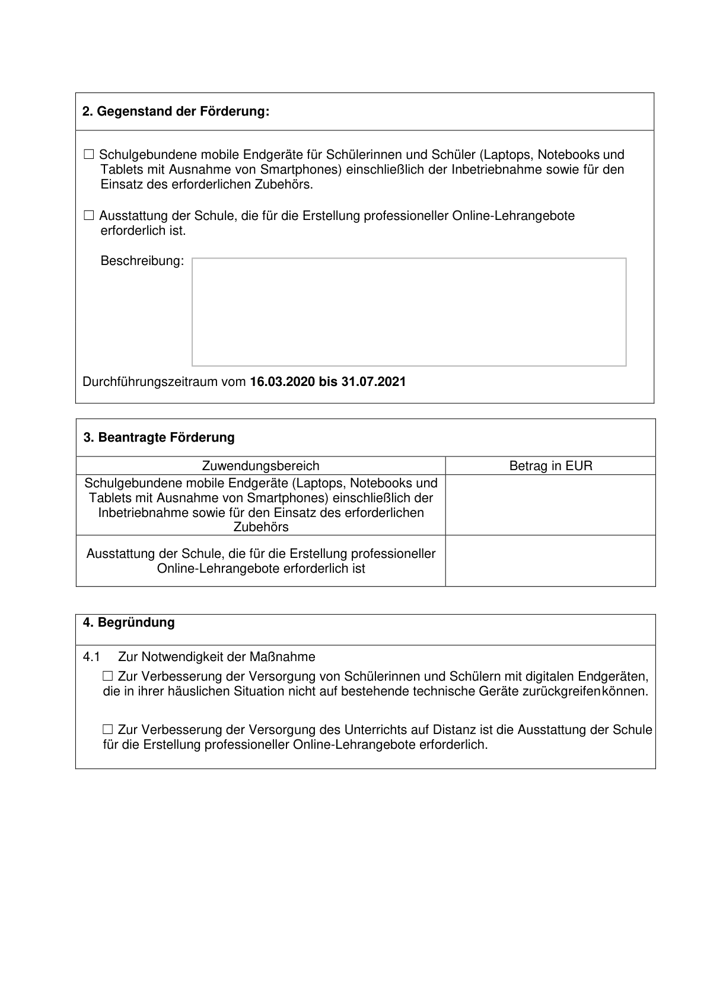 2. Gegenstand der Förderung:
☐ Schulgebundene mobile Endgeräte für Schülerinnen und Schüler (Laptops, Notebooks und
Tablets mit Ausnahme von Smartphones) einschließlich der Inbetriebnahme sowie für den
Einsatz des erforderlichen Zubehörs.
☐ Ausstattung der Schule, die für die Erstellung professioneller Online-Lehrangebote
erforderlich ist.
Beschreibung:
Durchführungszeitraum vom 16.03.2020 bis 31.07.2021
3. Beantragte Förderung
Zuwendungsbereich Betrag in EUR
Schulgebundene mobile Endgeräte (Laptops, Notebooks und
Tablets mit Ausnahme von Smartphones) einschließlich der
Inbetriebnahme sowie für den Einsatz des erforderlichen
Zubehörs
Ausstattung der Schule, die für die Erstellung professioneller
Online-Lehrangebote erforderlich ist
4. Begründung
4.1 Zur Notwendigkeit der Maßnahme
☐ Zur Verbesserung der Versorgung von Schülerinnen und Schülern mit digitalen Endgeräten,
die in ihrer häuslichen Situation nicht auf bestehende technische Geräte zurückgreifen können.
☐ Zur Verbesserung der Versorgung des Unterrichts auf Distanz ist die Ausstattung der Schule
für die Erstellung professioneller Online-Lehrangebote erforderlich.